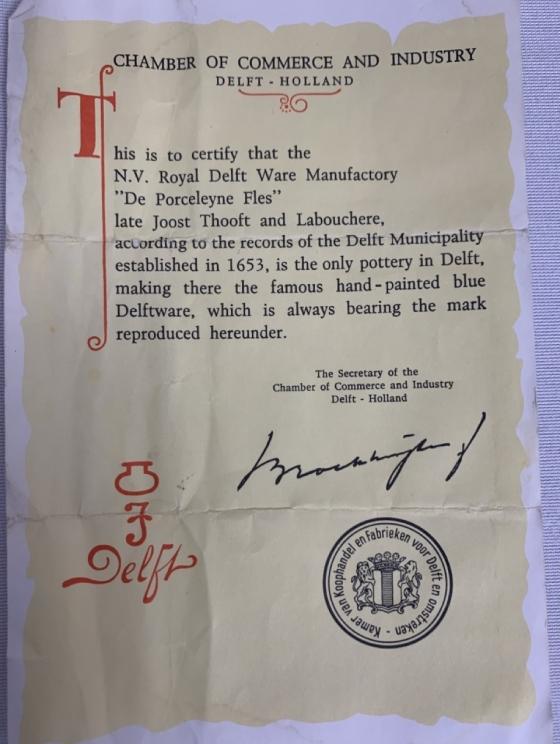 CHAMBER OF COMMERCE AND INDUSTRY
DELFT - HOLLAND
This is to certify that the
N.V. Royal Delft Ware Manufactory
"De Porceleyne Fles"
late Joost Thooft and Labouchere,
according to the records of the Delft Municipality
established in 1653, is the only pottery in Delft,
making there the famous hand-painted blue
Delftware, which is always bearing the mark
reproduced hereunder.
The Secretary of the
Chamber of Commerce and Industry
Delft - Holland
Delft
Kamer van Koophandel en Fabrieken voor Delft en omstreken -